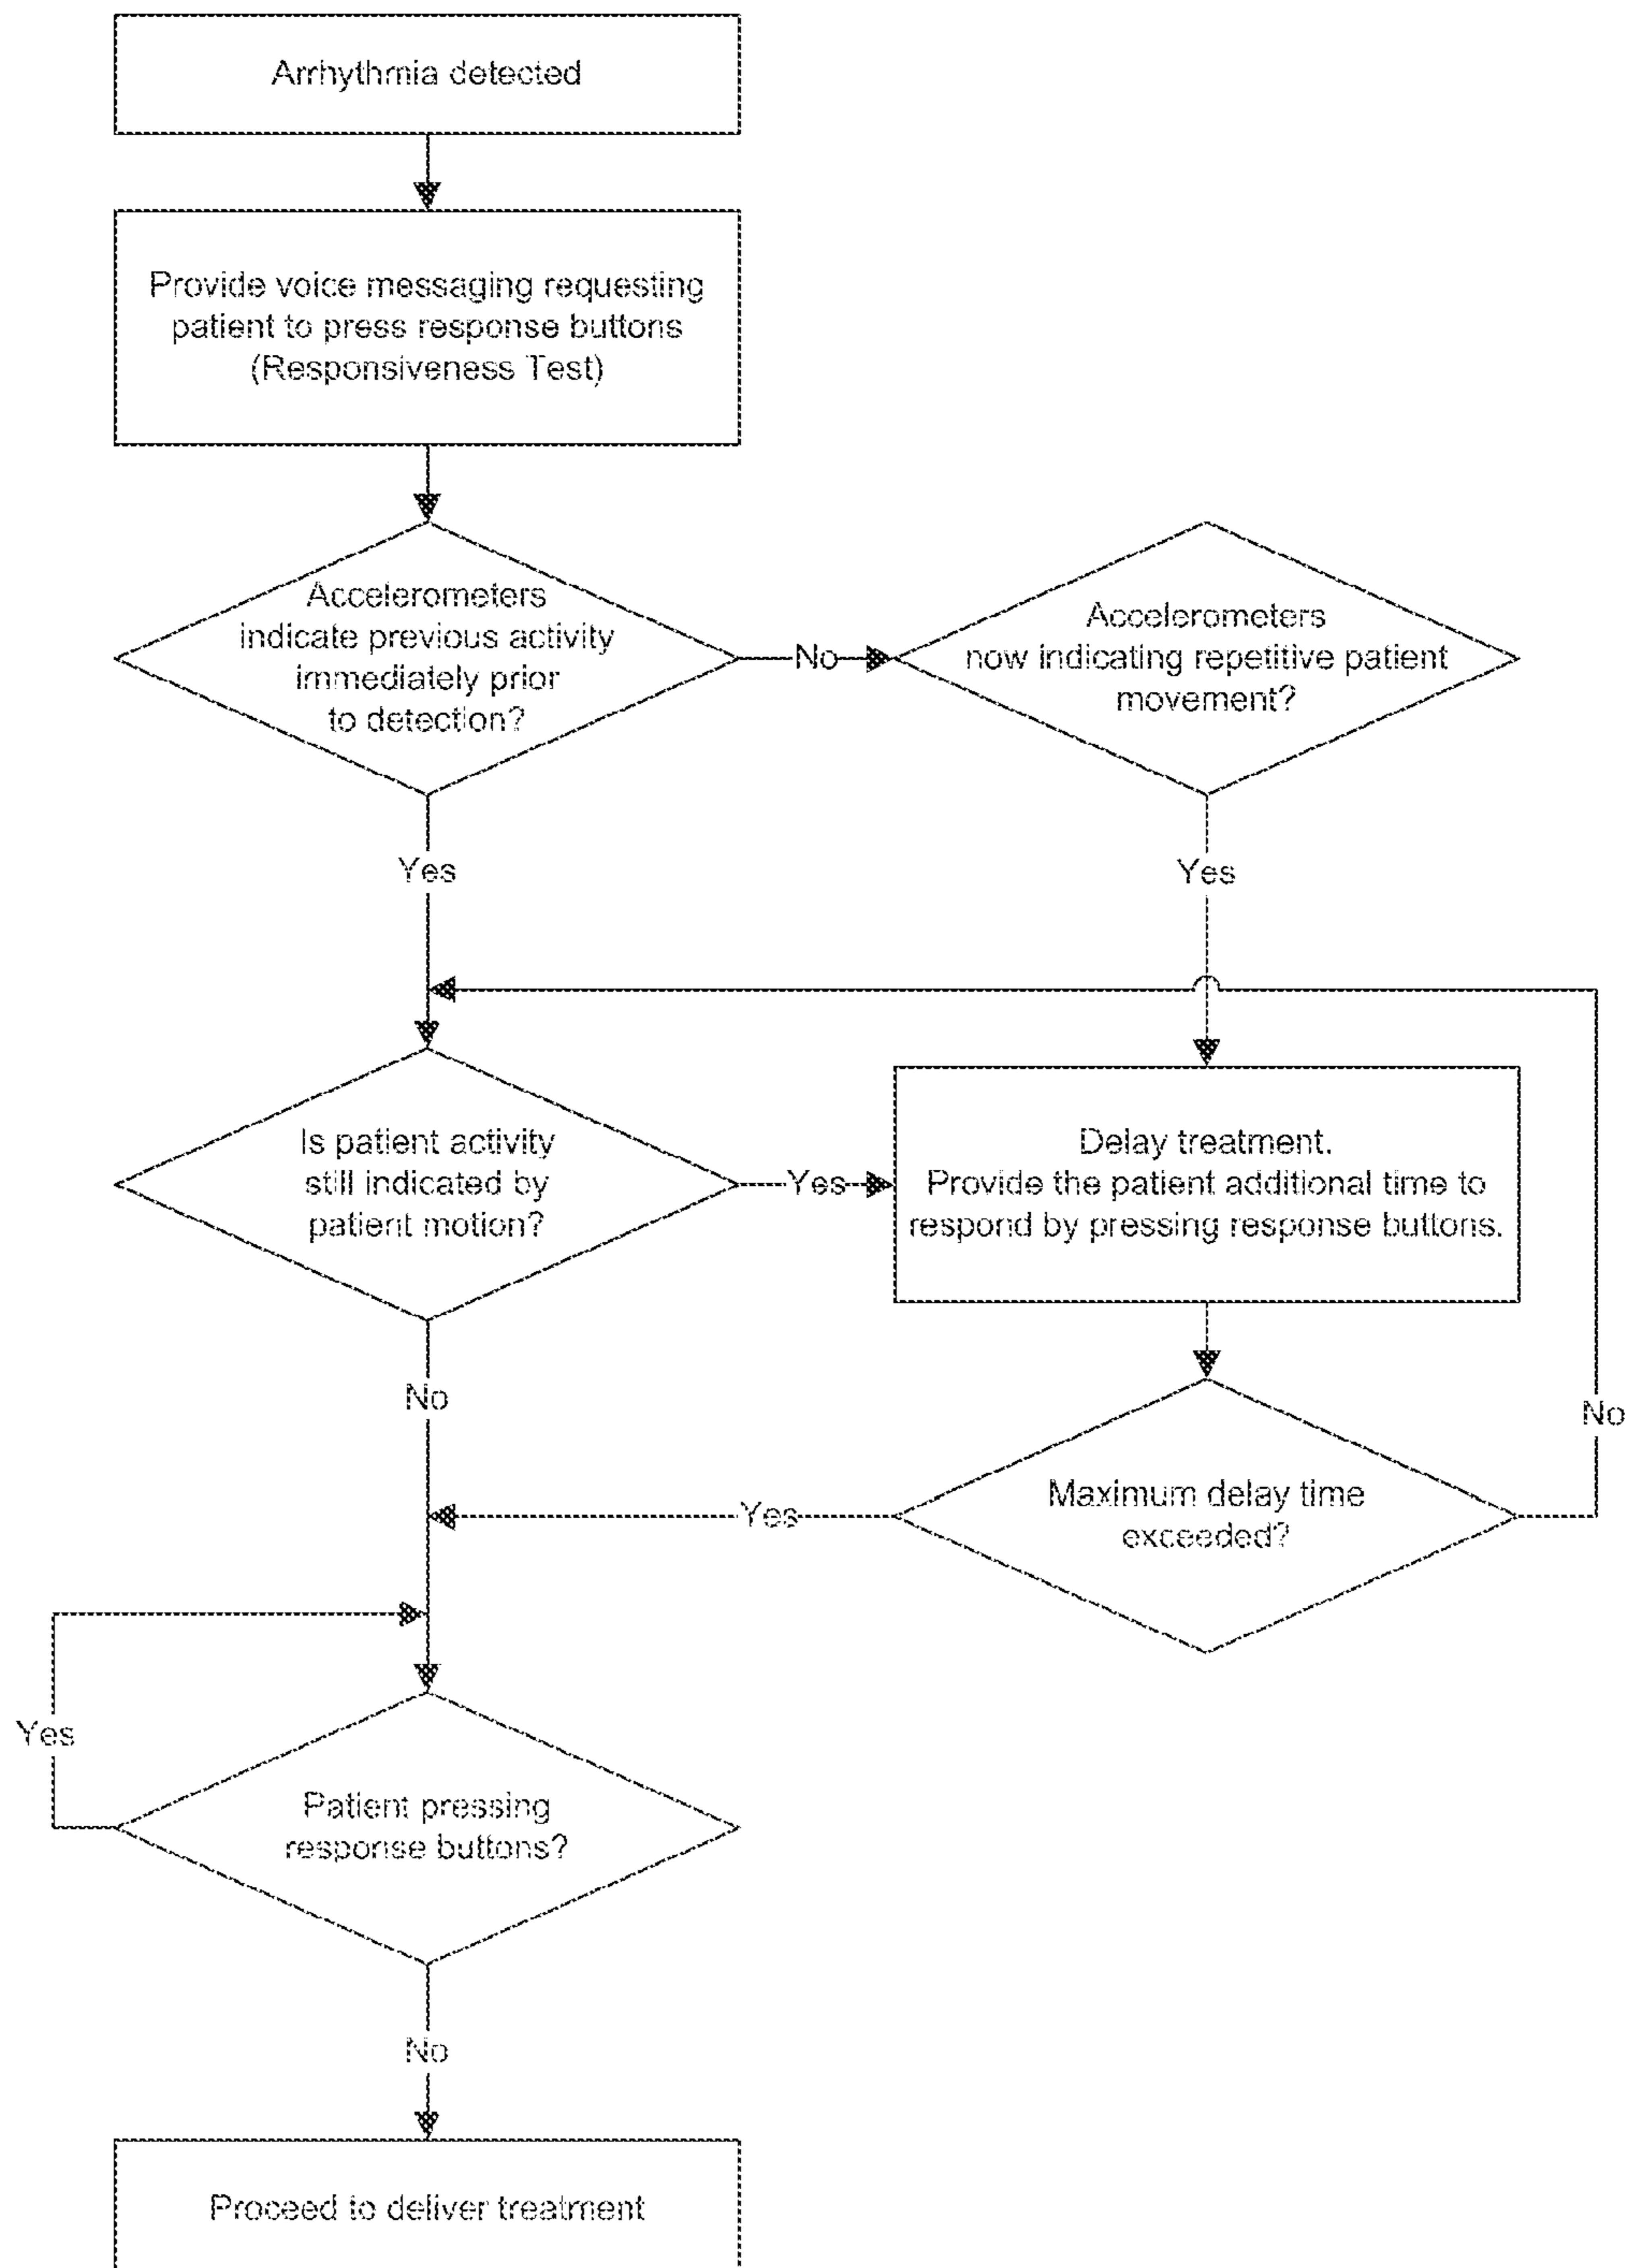 Arrhythmia detected
Provide voice messaging requesting
patient to press response buttons
(Responsiveness Test)
Accelerometers
indicate previous activity
immediately prior
to detection?
No
Accelerometers
now indicating repetitive patient
movement?
Yes
Yes
Is patient activity
still indicated by
patient motion?
Yes
Delay treatment.
Provide the patient additional time to
respond by pressing response buttons.
No
No
Maximum delay time
exceeded?
Yes
Yes
Patient pressing
response buttons?
No
Proceed to deliver treatment